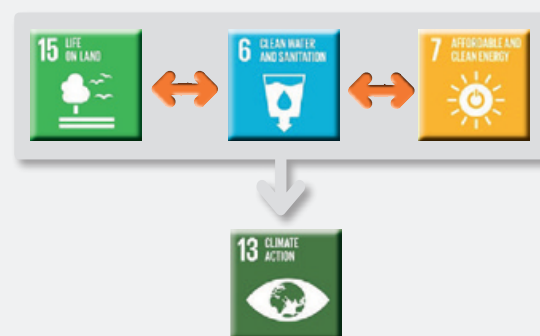 15 LIFE
ON LAND
6 CLEAN WATER
AND SANITATION
7 AFFORDABLE AND
CLEAN ENERGY
13 CLIMATE
ACTION